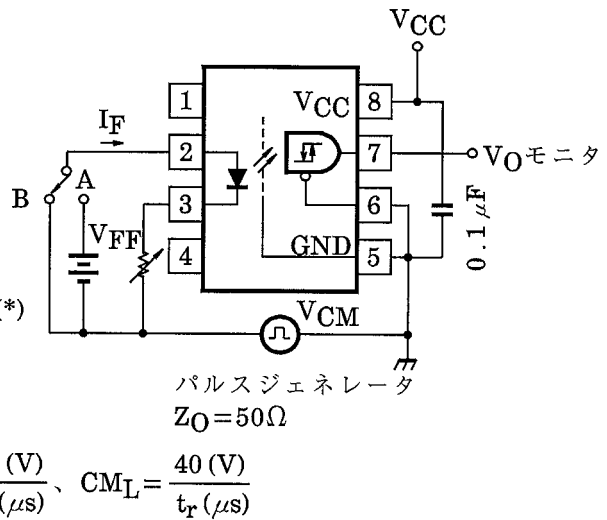 VCC
1
VCC
8
IF
2
7
VOモニタ
B
A
3
6
0.1μF
VFF
4
GND
5
(*)
VCM
パルスジェネレータ
ZO=50Ω
(V)
(μs)
、 CML= 40 (V)
tr (μs)